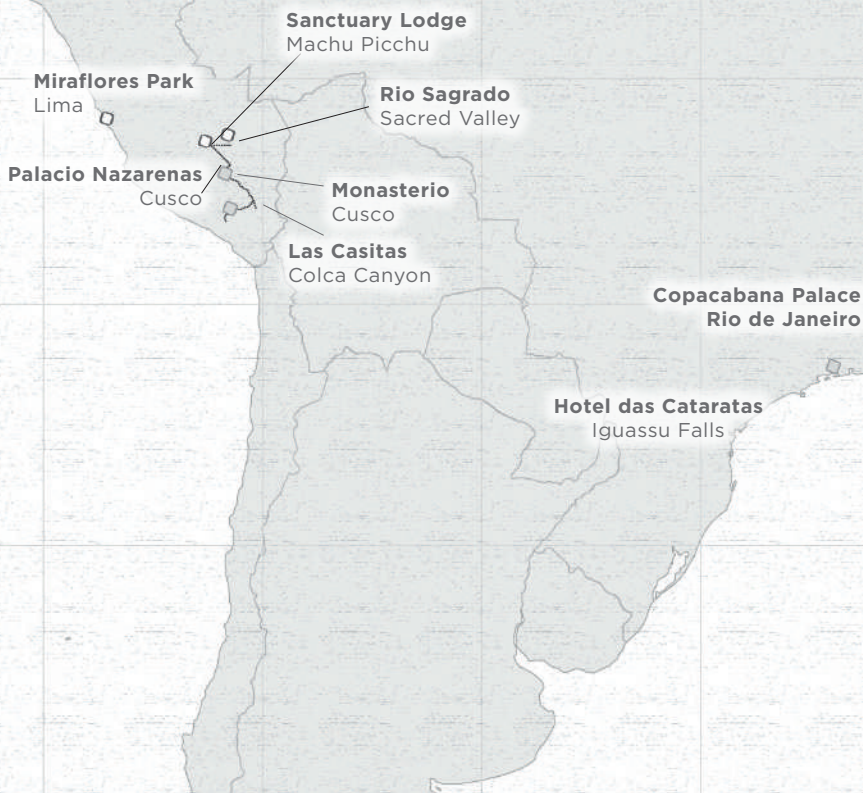 Sanctuary Lodge
Machu Picchu
Miraflores Park
Lima
Rio Sagrado
Sacred Valley
Palacio Nazarenas
Cusco
Monasterio
Cusco
Las Casitas
Colca Canyon
Copacabana Palace
Rio de Janeiro
Hotel das Cataratas
Iguassu Falls